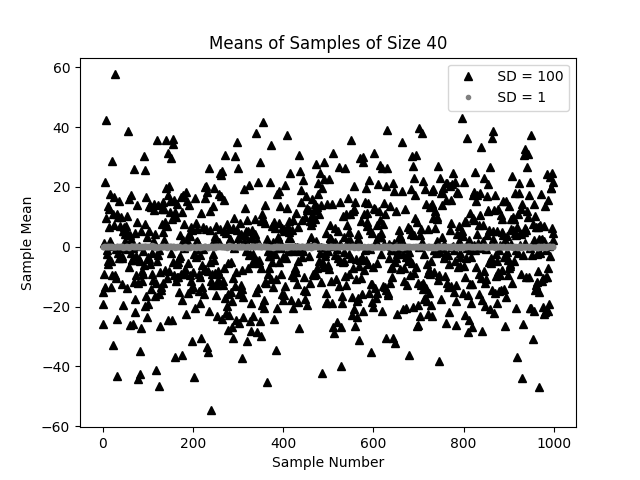 Means of Samples of Size 40
60
40
20
0
−20
−40
−60
Sample Mean
SD = 100
SD = 1
0 200 400 600 800 1000
Sample Number